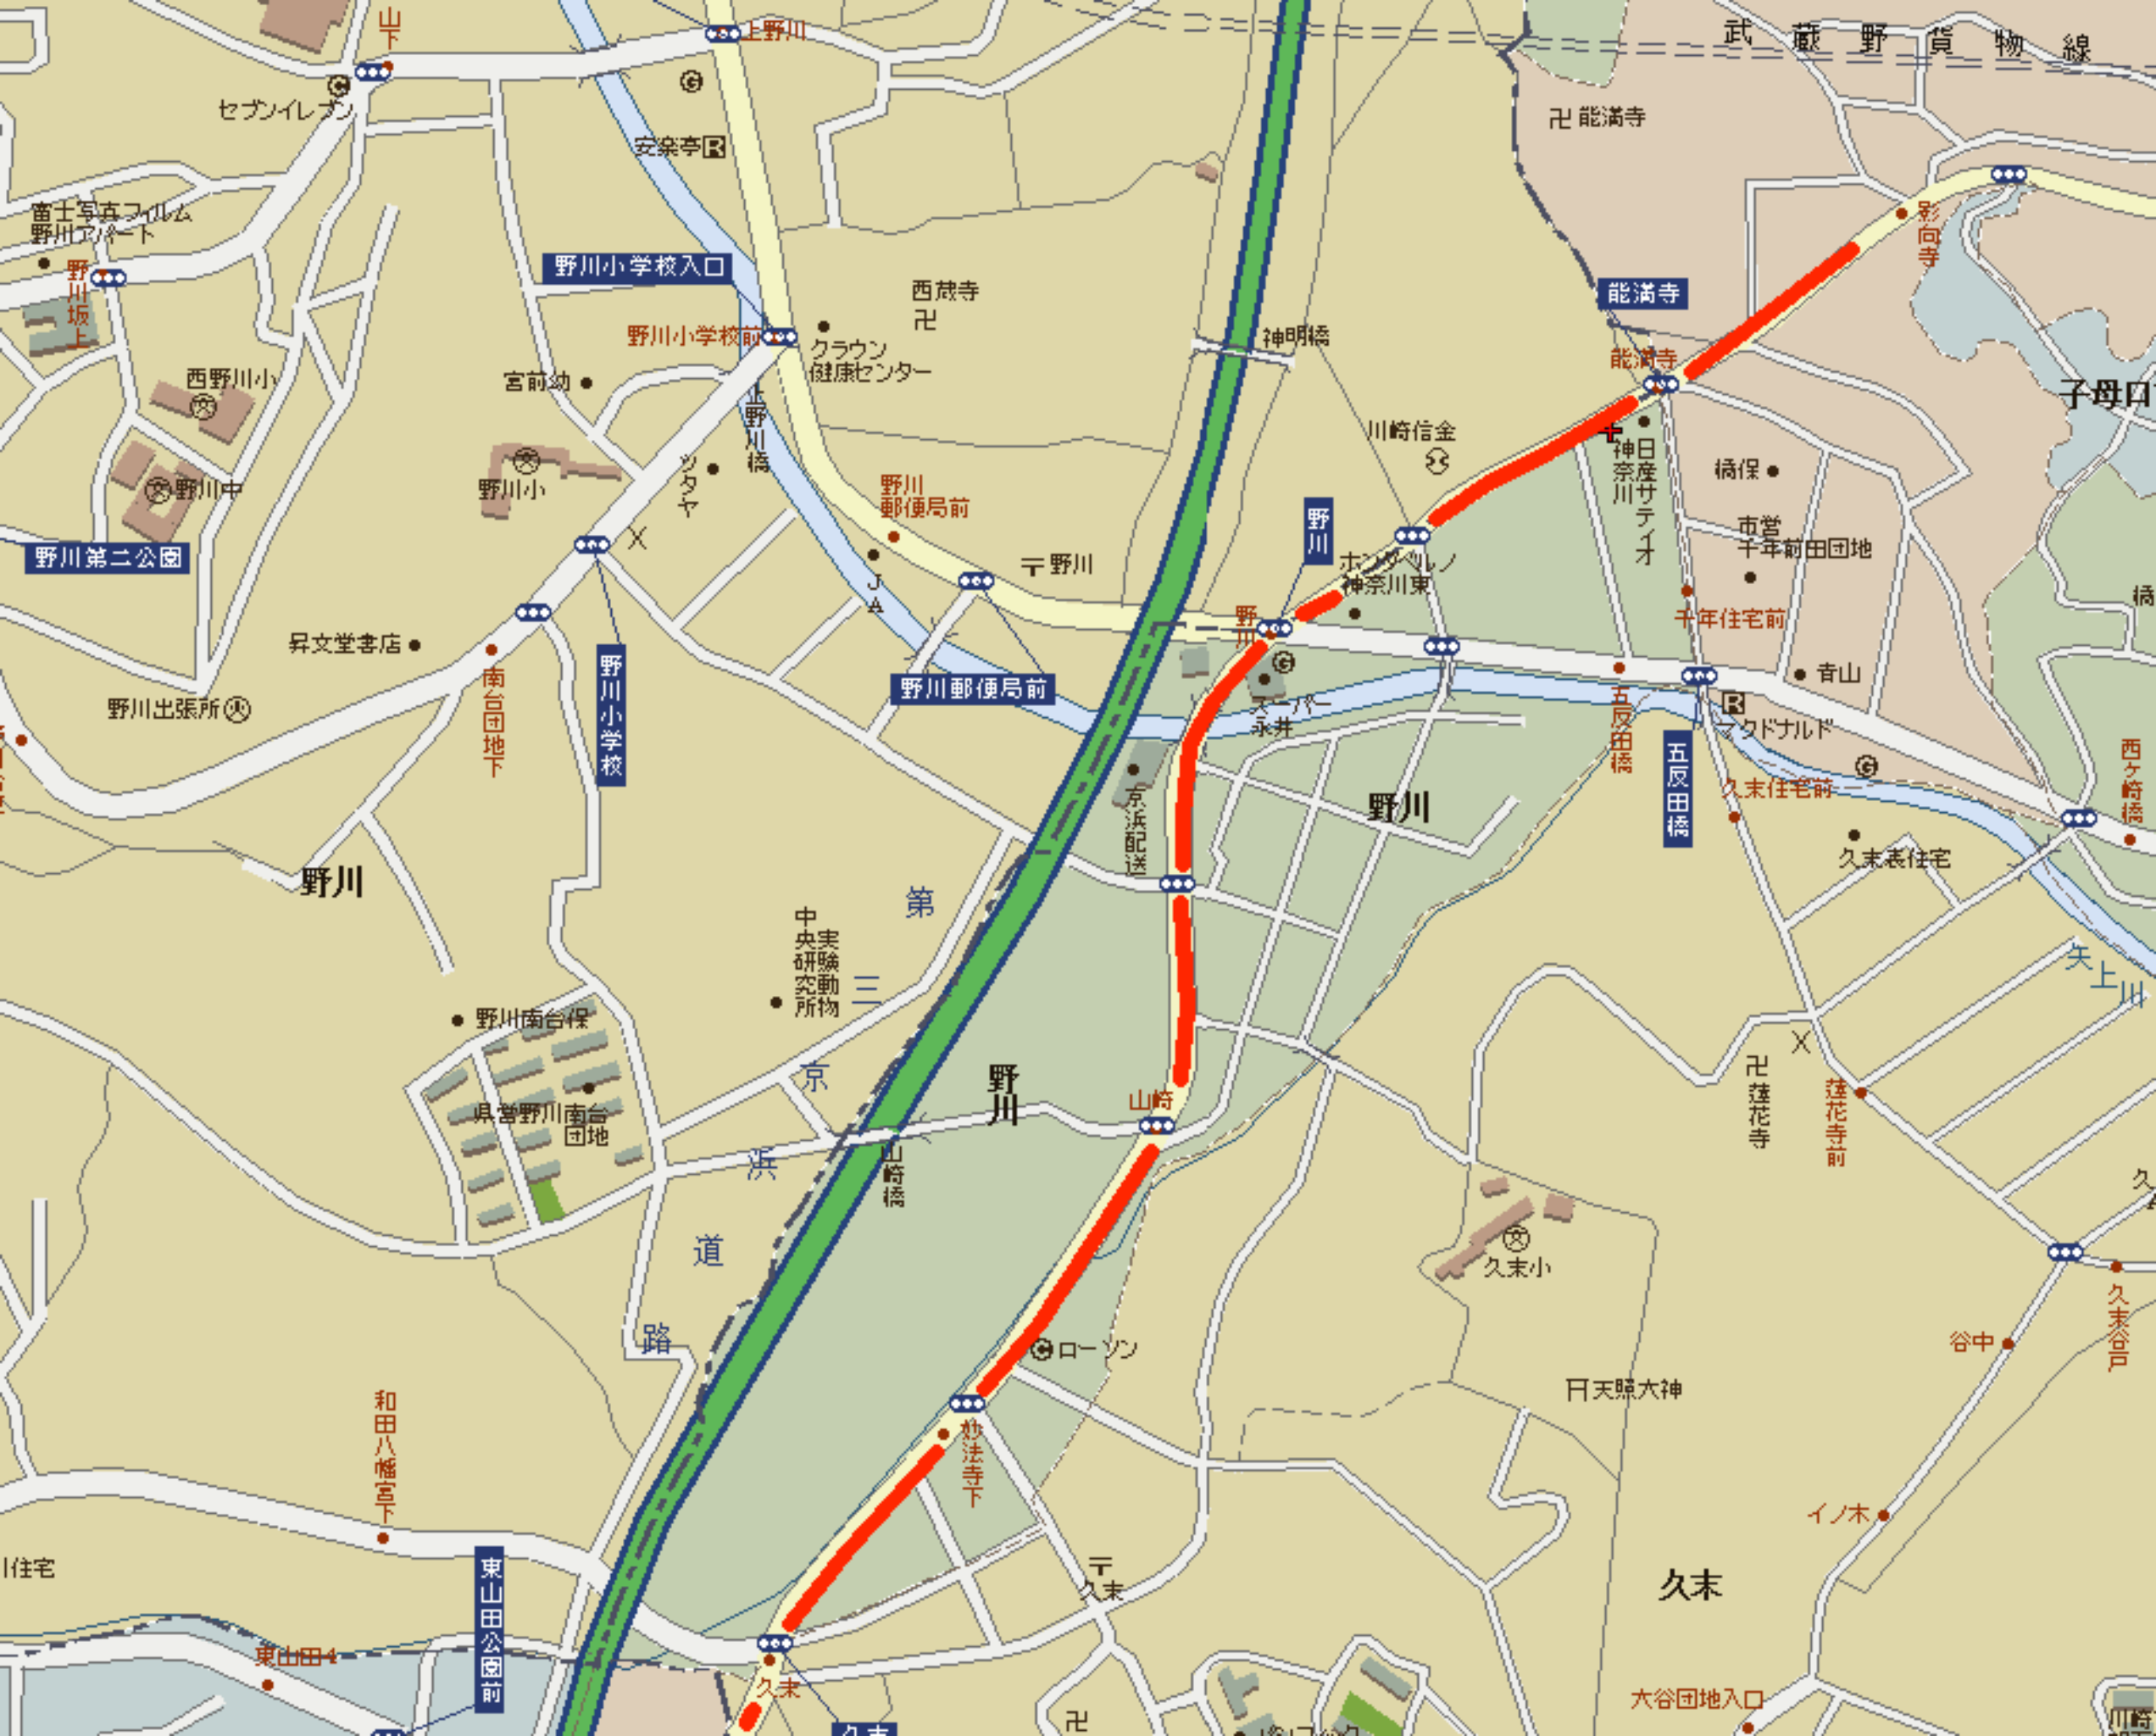 山下
上野川
武蔵野貨物線
セブンイレブン
安楽亭
能満寺
富士写真フィルム
野川アパート
影向寺
野川坂上
野川小学校入口
西蔵寺
能満寺
野川小学校前
クラウン
健康センター
神明橋
能満寺
西野川小
宮前幼
上野川橋
子母口
川崎信金
野川中
野川小
ツタヤ
野川
郵便局前
日産サティオ
神奈川
橘保
野川
市営
千年前田団地
野川第二公園
JA
〒野川
ホンダベルノ
神奈川東
野川
千年住宅前
昇文堂書店
野川小学校
野川郵便局前
青山
南台団地下
野川出張所
スーパー
永井
五反田橋
マクドナルド
五反田橋
西ケ崎橋
京浜配送
野川
久末住宅前
久末表住宅
野川
第三京浜道路
中央実験動物研究所
矢上川
野川南台保
野川
県営野川南台
団地
山崎
蓮花寺
蓮花寺前
山崎橋
久末小
久末谷戸
ローソン
谷中
天照大神
和田八幡宮下
妙法寺下
イノ木
川住宅
東山田公園前
〒
久末
久末
東山田4
久末
久末
大谷団地入口